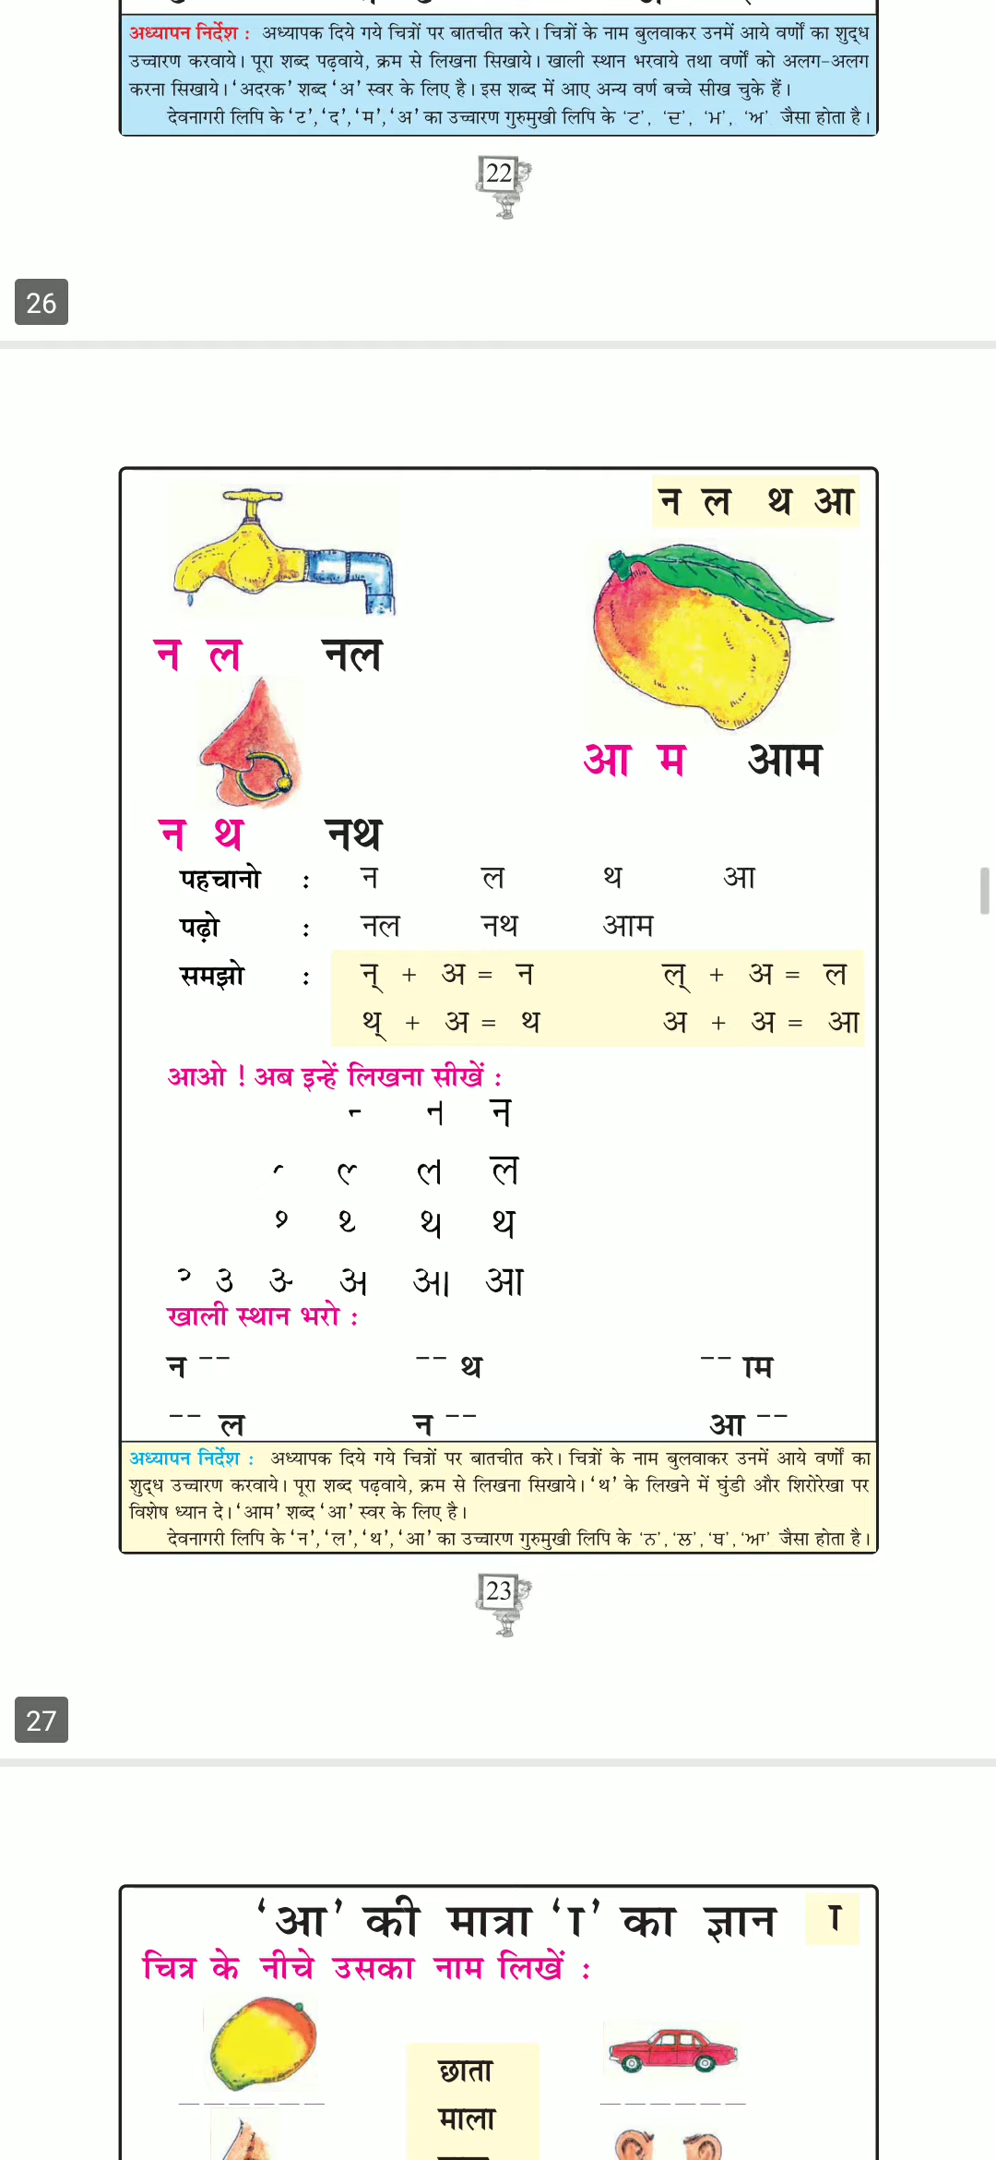 अध्यापन निर्देश : अध्यापक दिये गये चित्रों पर बातचीत करे। चित्रों के नाम बुलवाकर उनमें आये वर्णों का शुद्ध
उच्चारण करवाये। पूरा शब्द पढ़वाये, क्रम से लिखना सिखाये। खाली स्थान भरवाये तथा वर्णों को अलग-अलग
करना सिखाये। 'अदरक' शब्द 'अ' स्वर के लिए है। इस शब्द में आए अन्य वर्ण बच्चे सीख चुके हैं।
देवनागरी लिपि के 'ट', 'द', 'म', 'अ' का उच्चारण गुरुमुखी लिपि के 'ਟ', 'ਦ', 'ਮ', 'ਅ' जैसा होता है।
22
26
न ल थ आ
न ल नल
आ म आम
न थ नथ
पहचानो : न ल थ आ
पढ़ो : नल नथ आम
समझो : न् + अ = न ल् + अ = ल
थ् + अ = थ अ + अ = आ
आओ ! अब इन्हें लिखना सीखें :
न
ल
थ
आ
खाली स्थान भरो :
न -- -- थ -- ाम
-- ल न -- आ --
अध्यापन निर्देश : अध्यापक दिये गये चित्रों पर बातचीत करे। चित्रों के नाम बुलवाकर उनमें आये वर्णों का
शुद्ध उच्चारण करवाये। पूरा शब्द पढ़वाये, क्रम से लिखना सिखाये। 'थ' के लिखने में घुंडी और शिरोरेखा पर
विशेष ध्यान दे। 'आम' शब्द 'आ' स्वर के लिए है।
देवनागरी लिपि के 'न', 'ल', 'थ', 'आ' का उच्चारण गुरुमुखी लिपि के 'ਨ', 'ਲ', 'ਥ', 'ਆ' जैसा होता है।
23
27
'आ' की मात्रा 'ा' का ज्ञान ा
चित्र के नीचे उसका नाम लिखें :
छाता
माला